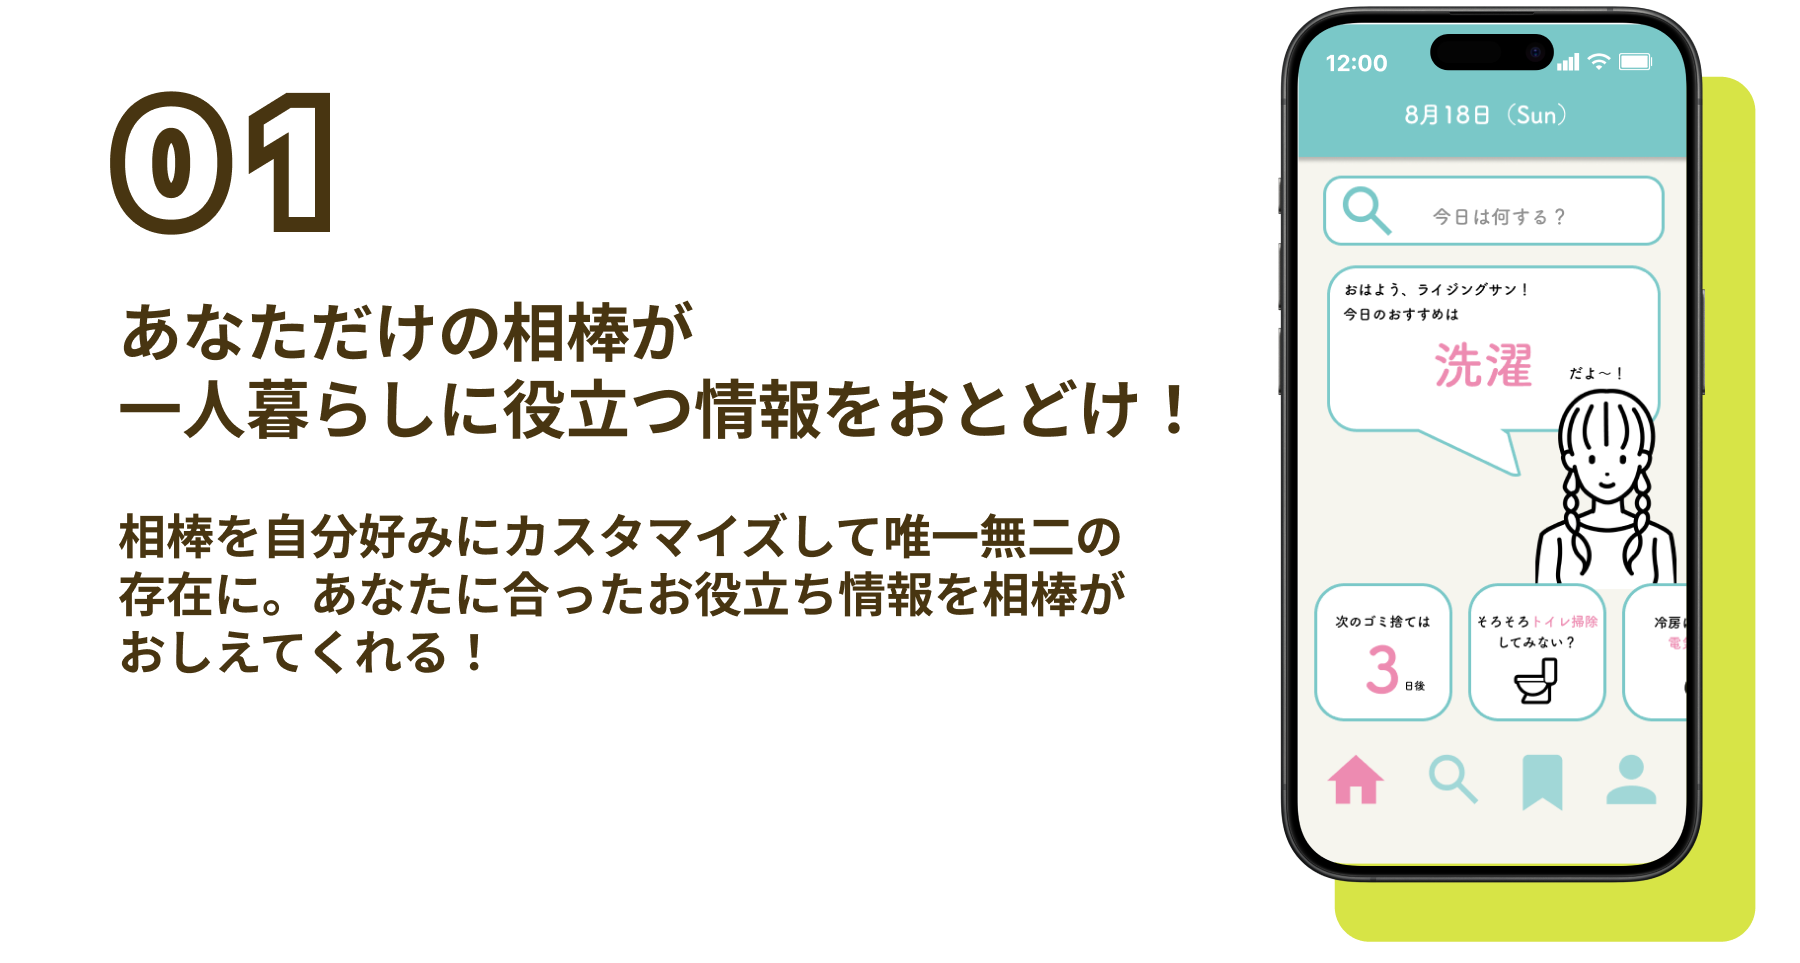 01
あなただけの相棒が
一人暮らしに役立つ情報をおとどけ！
相棒を自分好みにカスタマイズして唯一無二の
存在に。あなたに合ったお役立ち情報を相棒が
おしえてくれる！
12:00
8月18日（Sun）
今日は何する？
おはよう、ライジングサン！
今日のおすすめは
洗濯
だよ～！
次のゴミ捨ては
3
日後
そろそろトイレ掃除
してみない？
冷房